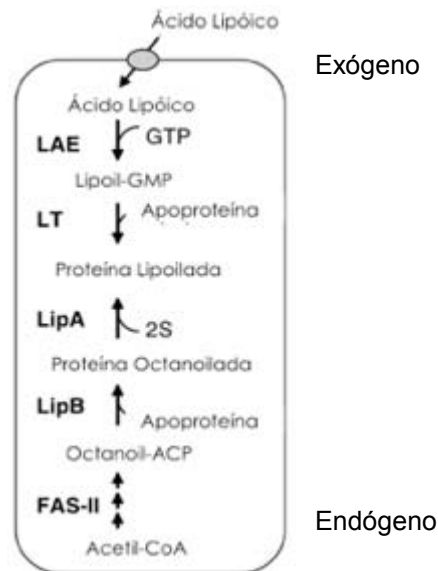 Ácido Lipóico
Exógeno
Ácido Lipóico
LAE
GTP
Lipoil-GMP
LT
Apoproteína
Proteína Lipoilada
LipA
2S
Proteína Octanoilada
LipB
Apoproteína
Octanoil-ACP
FAS-II
Endógeno
Acetil-CoA